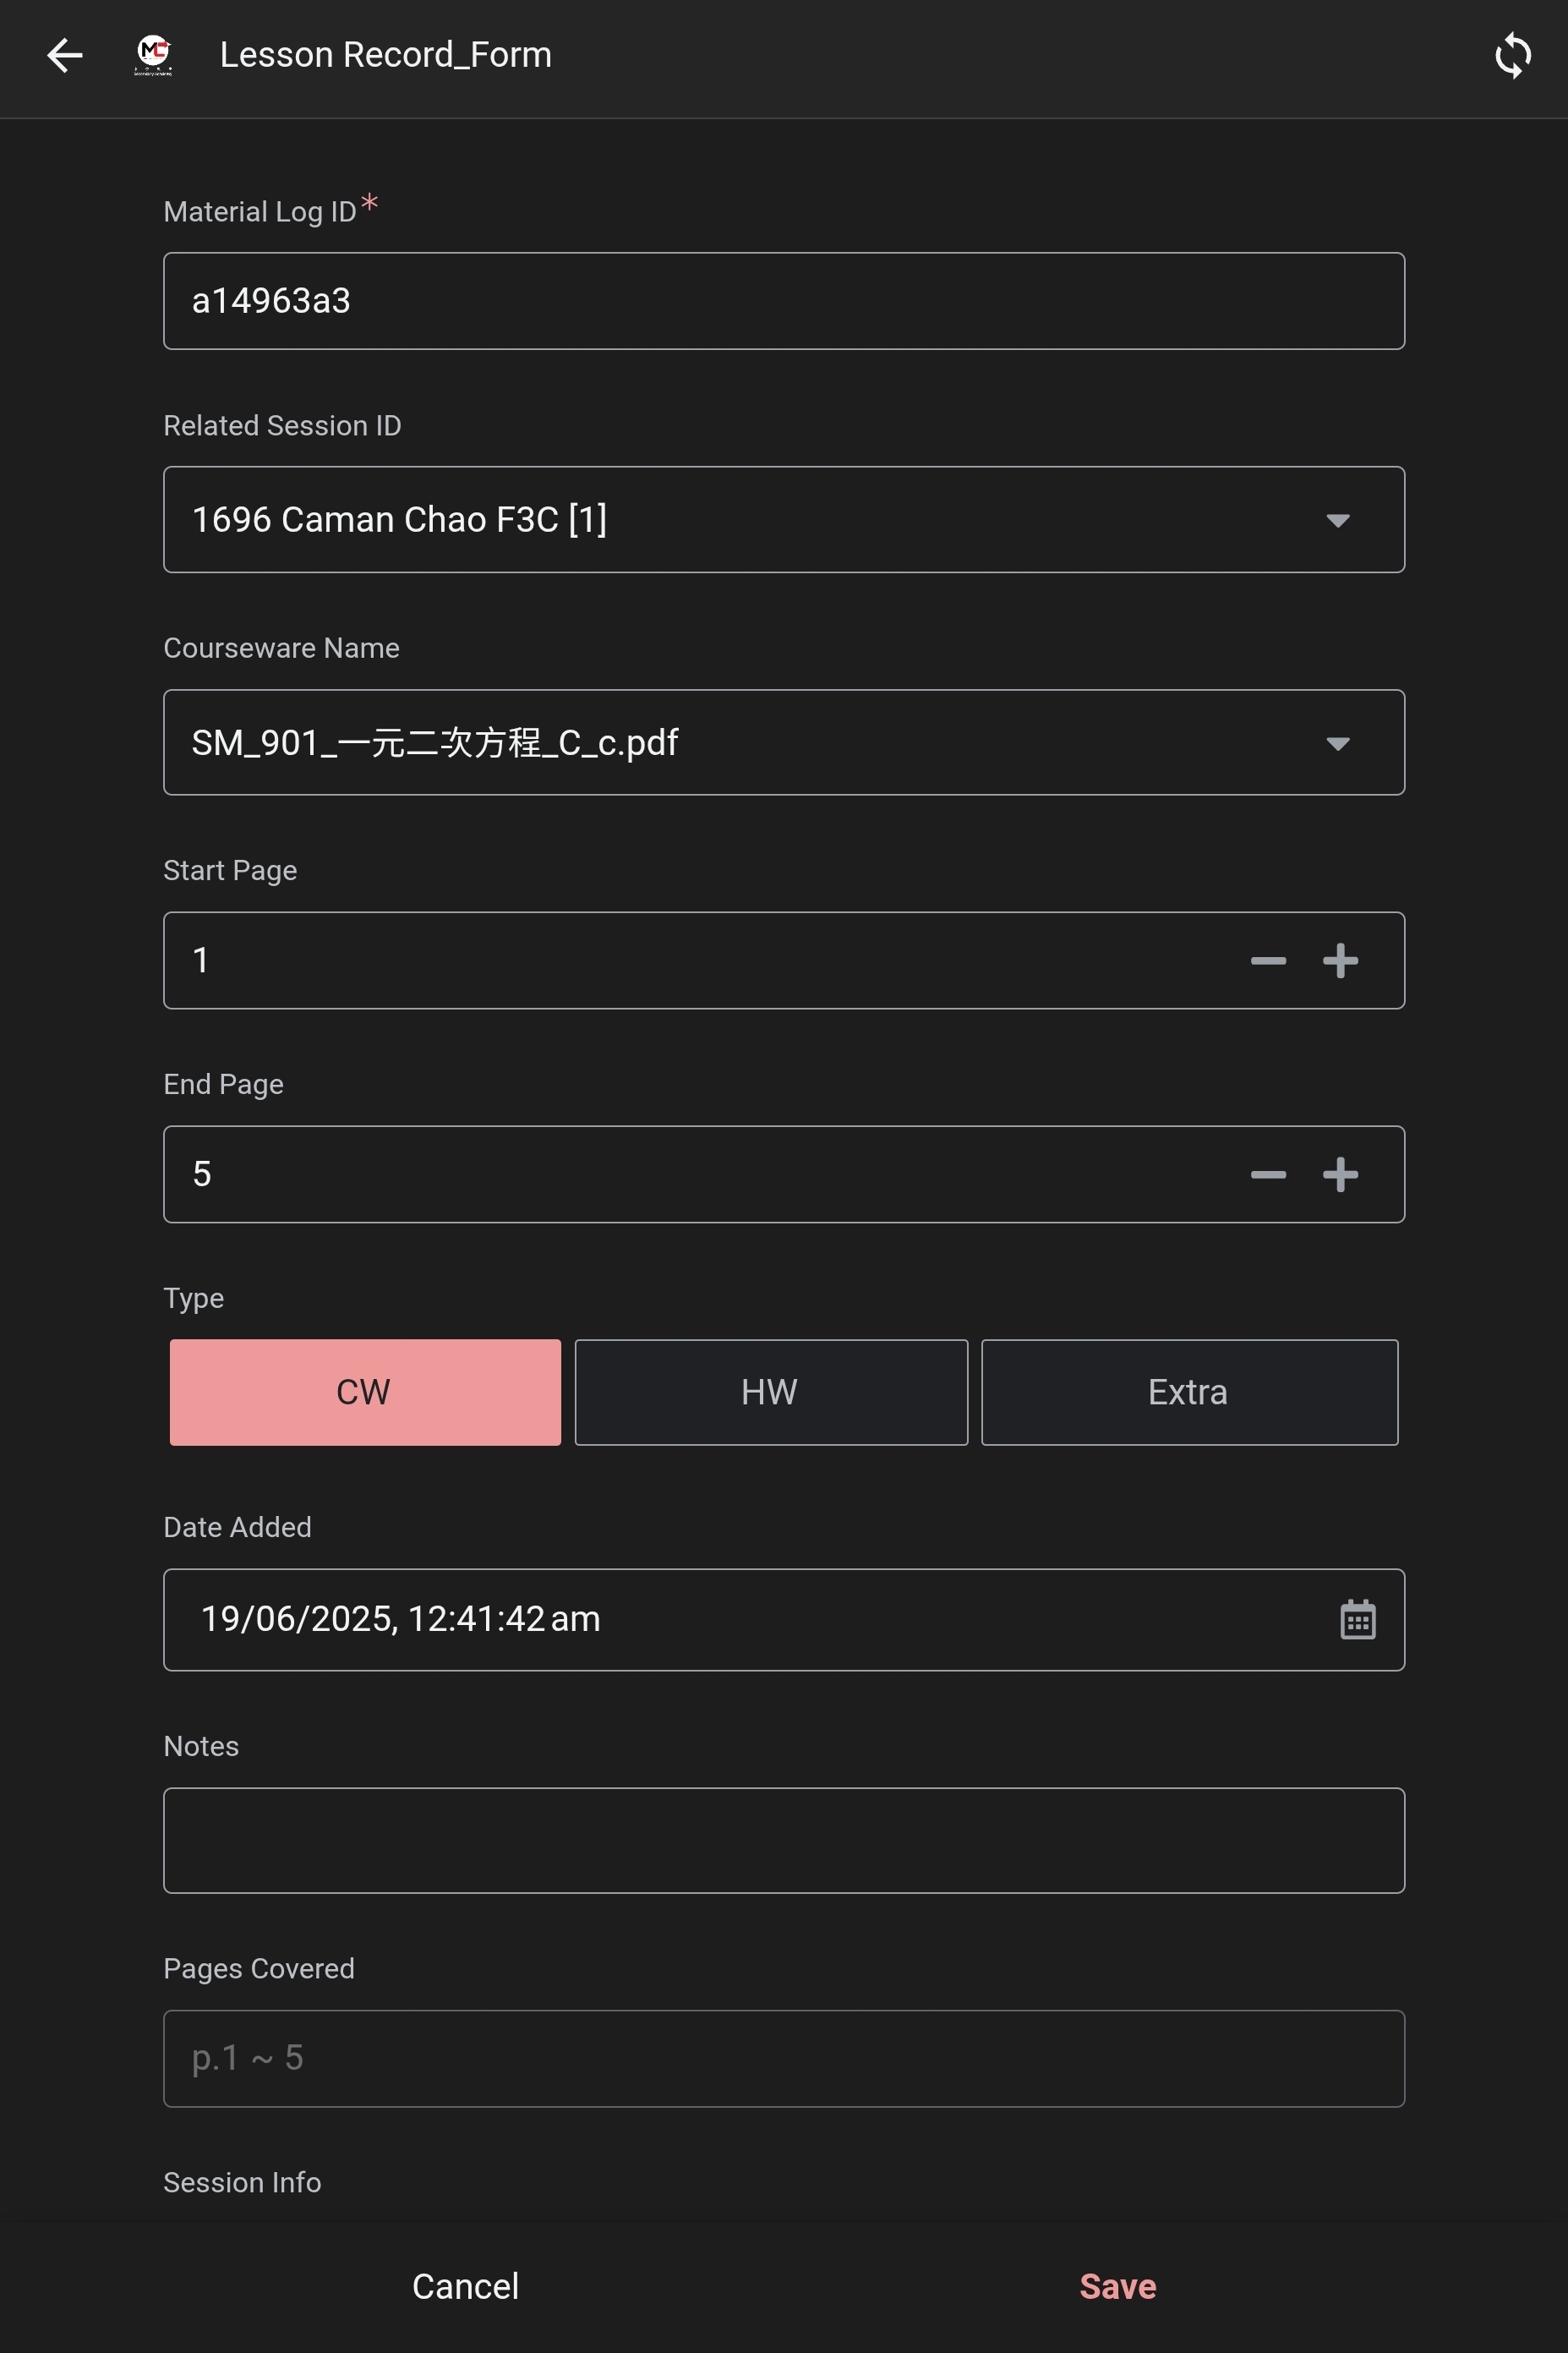 MC
Lesson Record_Form
Material Log ID*
a14963a3
Related Session ID
1696 Caman Chao F3C [1]
Courseware Name
SM_901_一元二次方程_C_c.pdf
Start Page
1
End Page
5
Type
CW
HW
Extra
Date Added
19/06/2025, 12:41:42 am
Notes
Pages Covered
p.1 ~ 5
Session Info
Cancel
Save